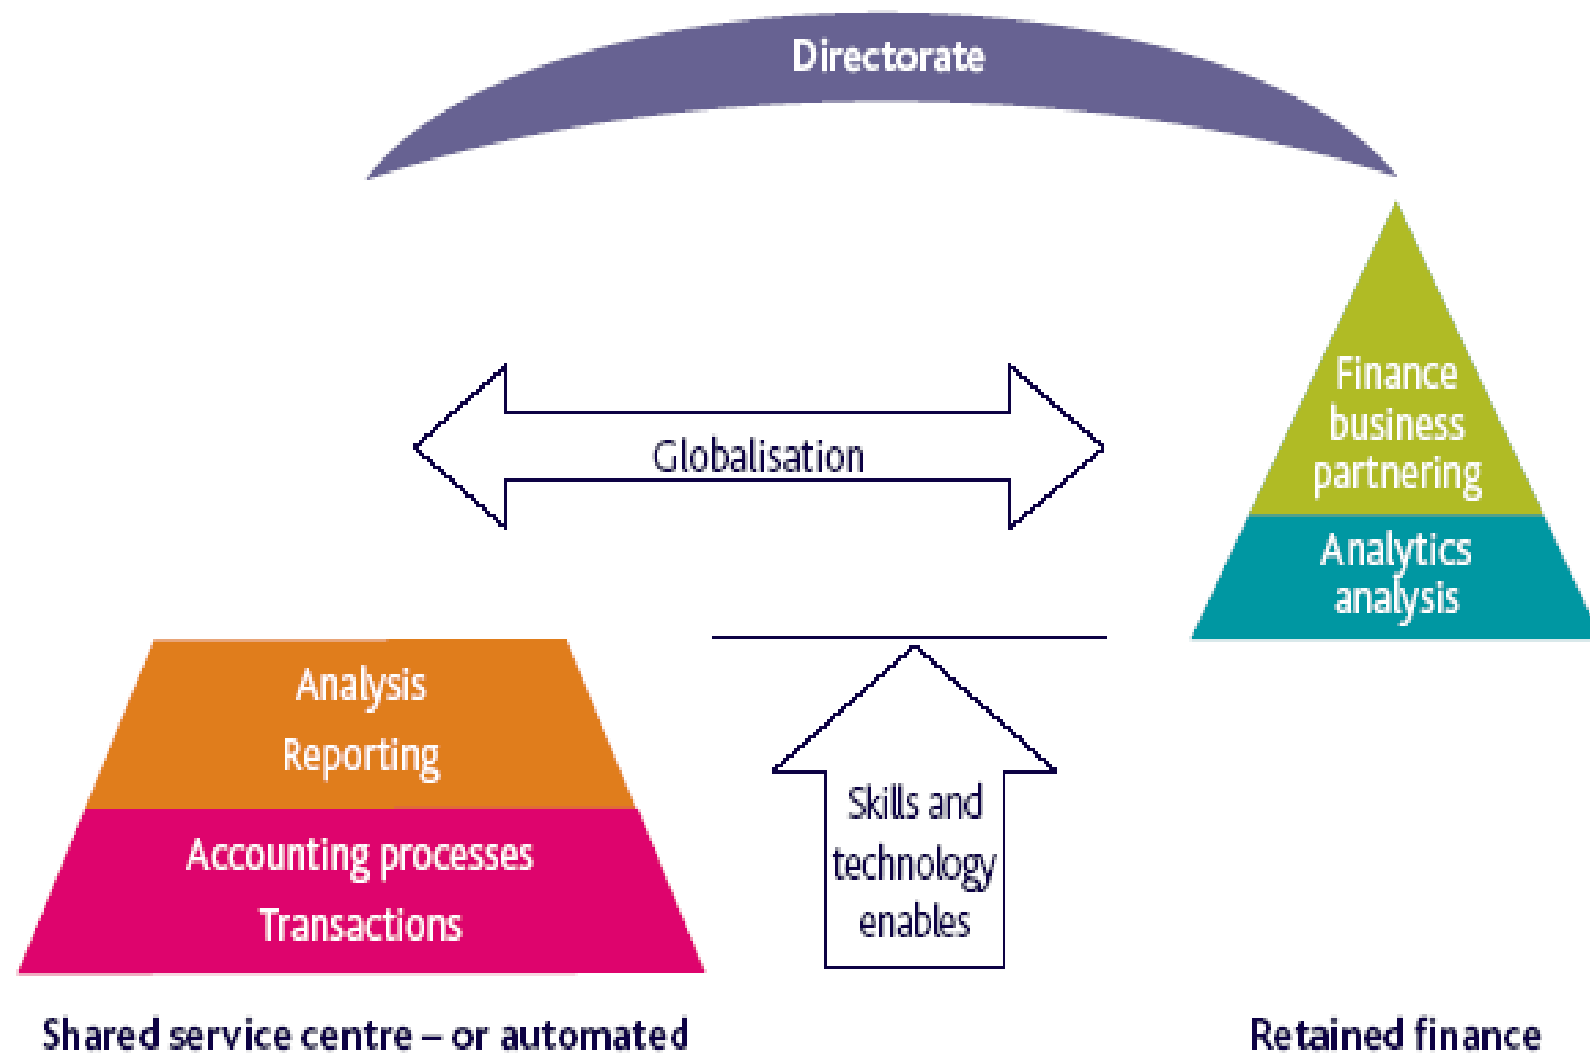 Directorate
Finance
business
partnering
Globalisation
Analytics
analysis
Analysis
Reporting
Skills and
technology
enables
Accounting processes
Transactions
Shared service centre – or automated
Retained finance